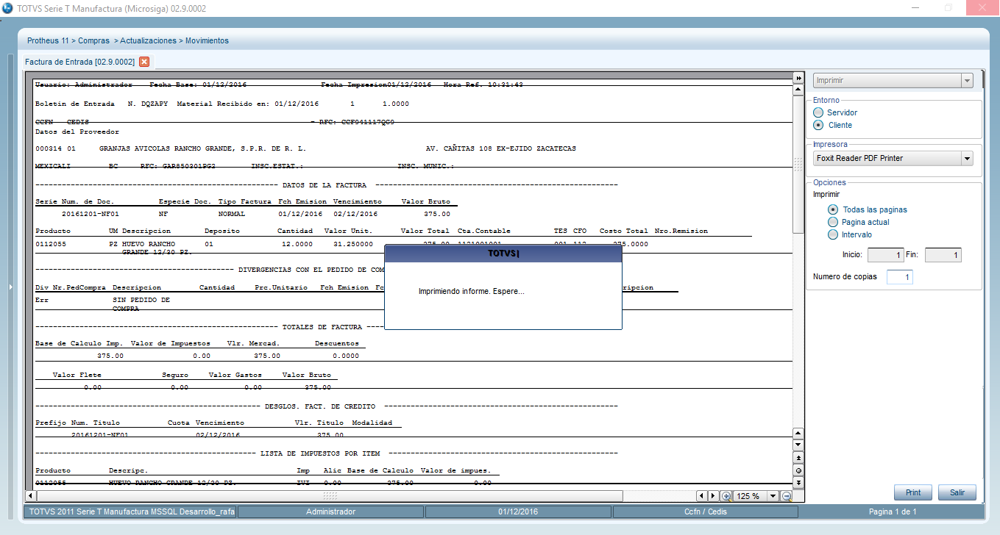 TOTVS Serie T Manufactura (Microsiga) 02.9.0002
Protheus 11 > Compras > Actualizaciones > Movimientos
Factura de Entrada [02.9.0002]
Usuario: Administrador Fecha Base: 01/12/2016 Fecha Impresion01/12/2016 Hora Ref. 10:31:43
Boletin de Entrada N. DQZAPY Material Recibido en: 01/12/2016 1 1.0000
CCFN - CEDIS - RFC: CCF941117QG9
Datos del Proveedor
000314 01 GRANJAS AVICOLAS RANCHO GRANDE, S.P.R. DE R. L. AV. CAÑITAS 108 EX-EJIDO ZACATECAS
MEXICALI BC RFC: GAR850301PG2 INSC.ESTAT.: INSC. MUNIC.:
DATOS DE LA FACTURA
Serie Num. de Doc. Especie Doc. Tipo Factura Fch Emision Vencimiento Valor Bruto
20161201-NF01 NF NORMAL 01/12/2016 02/12/2016 375.00
Producto UM Descripcion Deposito Cantidad Valor Unit. Valor Total Cta.Contable TES CFO Costo Total Nro.Remision
0112055 PZ HUEVO RANCHO 01 12.0000 31.250000 375.00 1121001001 001 112 375.0000
GRANDE 12/30 PZ.
DIVERGENCIAS CON EL PEDIDO DE COM
Div Nr.PedCompra Descripcion Cantidad Prc.Unitario Fch Emision Fc ripcion
Err SIN PEDIDO DE
COMPRA
TOTALES DE FACTURA
Base de Calculo Imp. Valor de Impuestos Vlr. Mercad. Descuentos
375.00 0.00 375.00 0.0000
Valor Flete Seguro Valor Gastos Valor Bruto
0.00 0.00 0.00 375.00
DESGLOS. FACT. DE CREDITO
Prefijo Num. Titulo Cuota Vencimiento Vlr. Titulo Modalidad
20161201-NF01 02/12/2016 375.00
LISTA DE IMPUESTOS POR ITEM
Producto Descripc. Imp Alic Base de Calculo Valor de impues.
0112055 HUEVO RANCHO GRANDE 12/30 PZ. IVI 0.00 375.00 0.00
TOTVS
Imprimiendo informe. Espere...
Imprimir
Entorno
Servidor
Cliente
Impresora
Foxit Reader PDF Printer
Opciones
Imprimir
Todas las paginas
Pagina actual
Intervalo
Inicio: 1 Fin: 1
Numero de copias 1
Print Salir
125 %
TOTVS 2011 Serie T Manufactura MSSQL Desarrollo_rafa Administrador 01/12/2016 Ccfn / Cedis Pagina 1 de 1